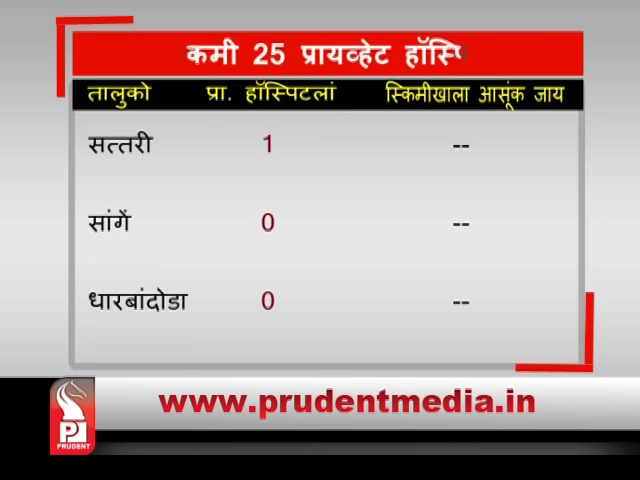 कमी 25 प्रायव्हेट
तालुको प्रा. हॉस्पिटलां स्किमीखाला आसूंक जाय
सत्तरी 1 --
सांगें 0 --
धारबांदोडा 0 --
www.prudentmedia.in
PRUDENT